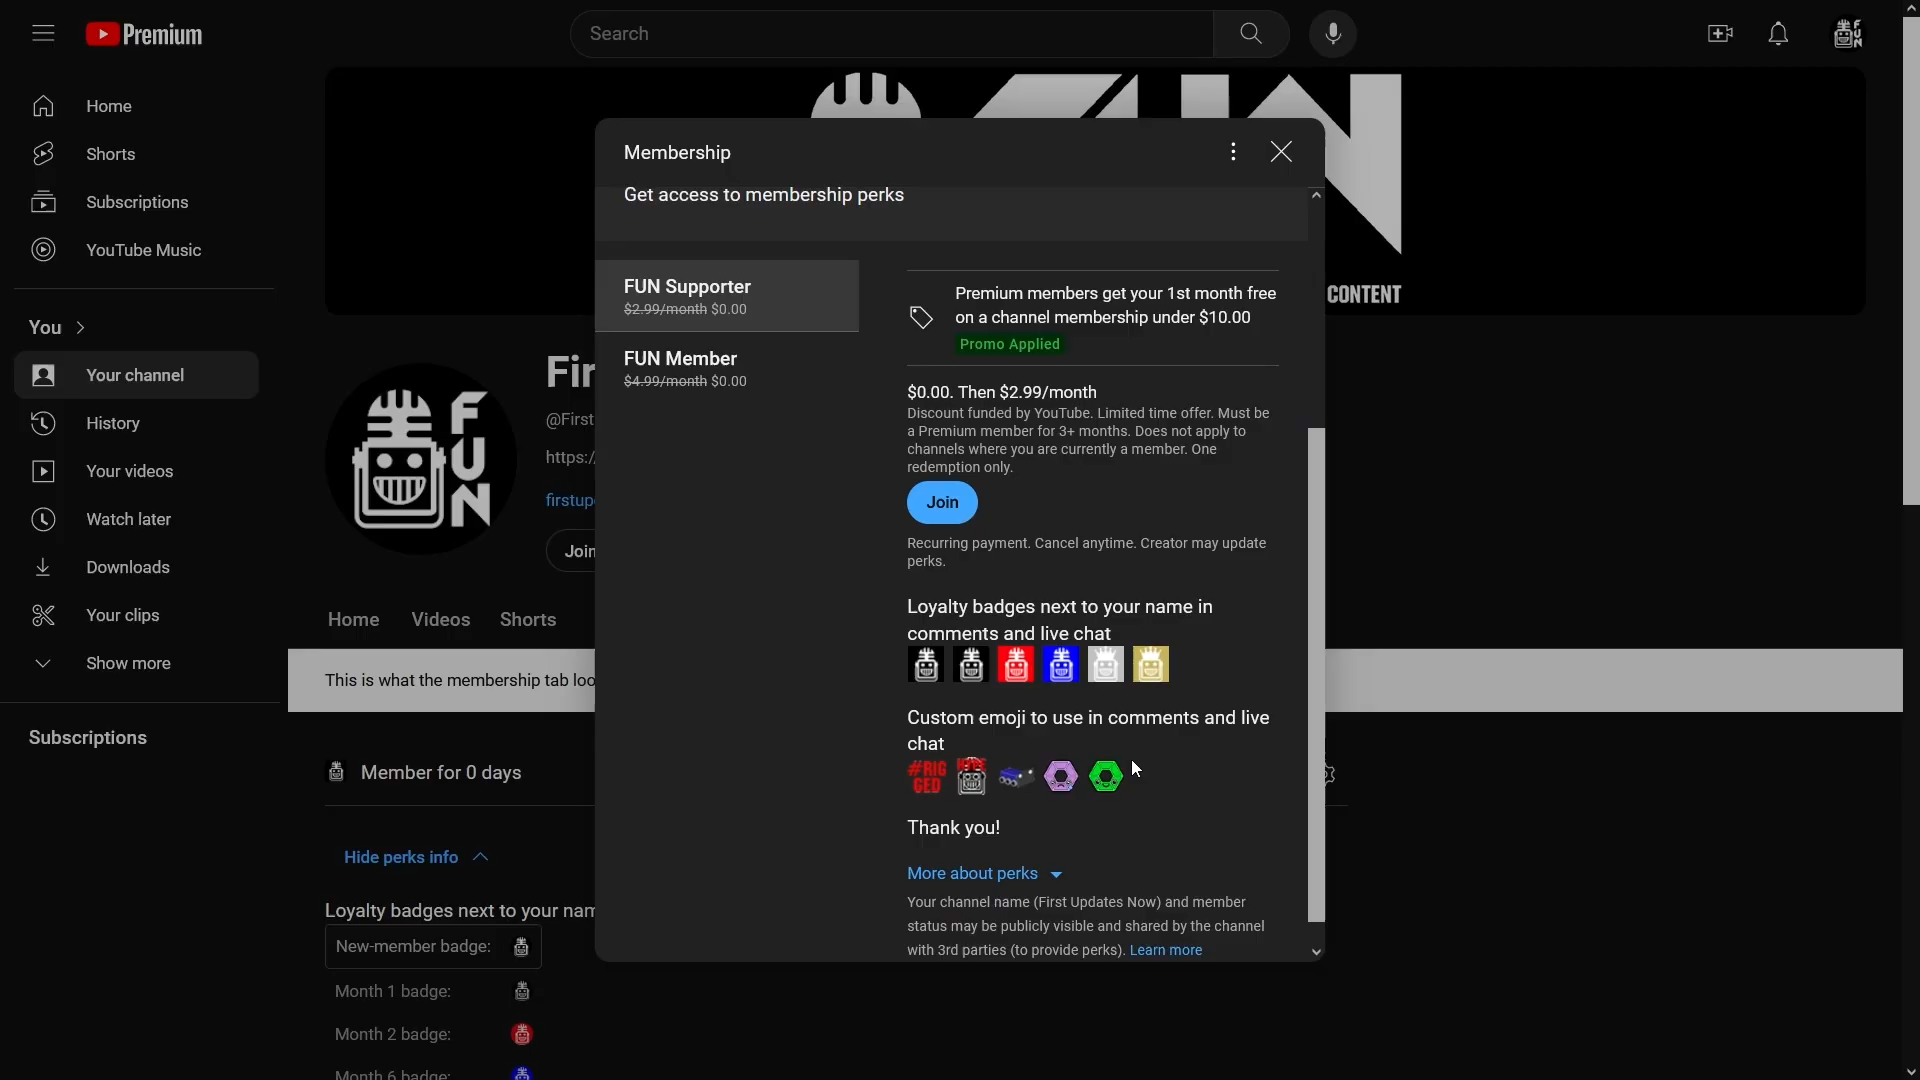 Premium
Search
FUN
Home
Shorts
Subscriptions
YouTube Music
You
Your channel
History
Your videos
Watch later
Downloads
Your clips
Show more
Subscriptions
CONTENT
FUN
Fir
@First
https:/
firstup
Join
Home Videos Shorts
This is what the membership tab loo
Member for 0 days
Hide perks info
Loyalty badges next to your nam
New-member badge:
Month 1 badge:
Month 2 badge:
Month 6 badge:
Membership
Get access to membership perks
FUN Supporter
$2.99/month $0.00
FUN Member
$4.99/month $0.00
Premium members get your 1st month free
on a channel membership under $10.00
Promo Applied
$0.00. Then $2.99/month
Discount funded by YouTube. Limited time offer. Must be
a Premium member for 3+ months. Does not apply to
channels where you are currently a member. One
redemption only.
Join
Recurring payment. Cancel anytime. Creator may update
perks.
Loyalty badges next to your name in
comments and live chat
Custom emoji to use in comments and live
chat
#RIG
GED
HYPE
Thank you!
More about perks
Your channel name (First Updates Now) and member
status may be publicly visible and shared by the channel
with 3rd parties (to provide perks). Learn more